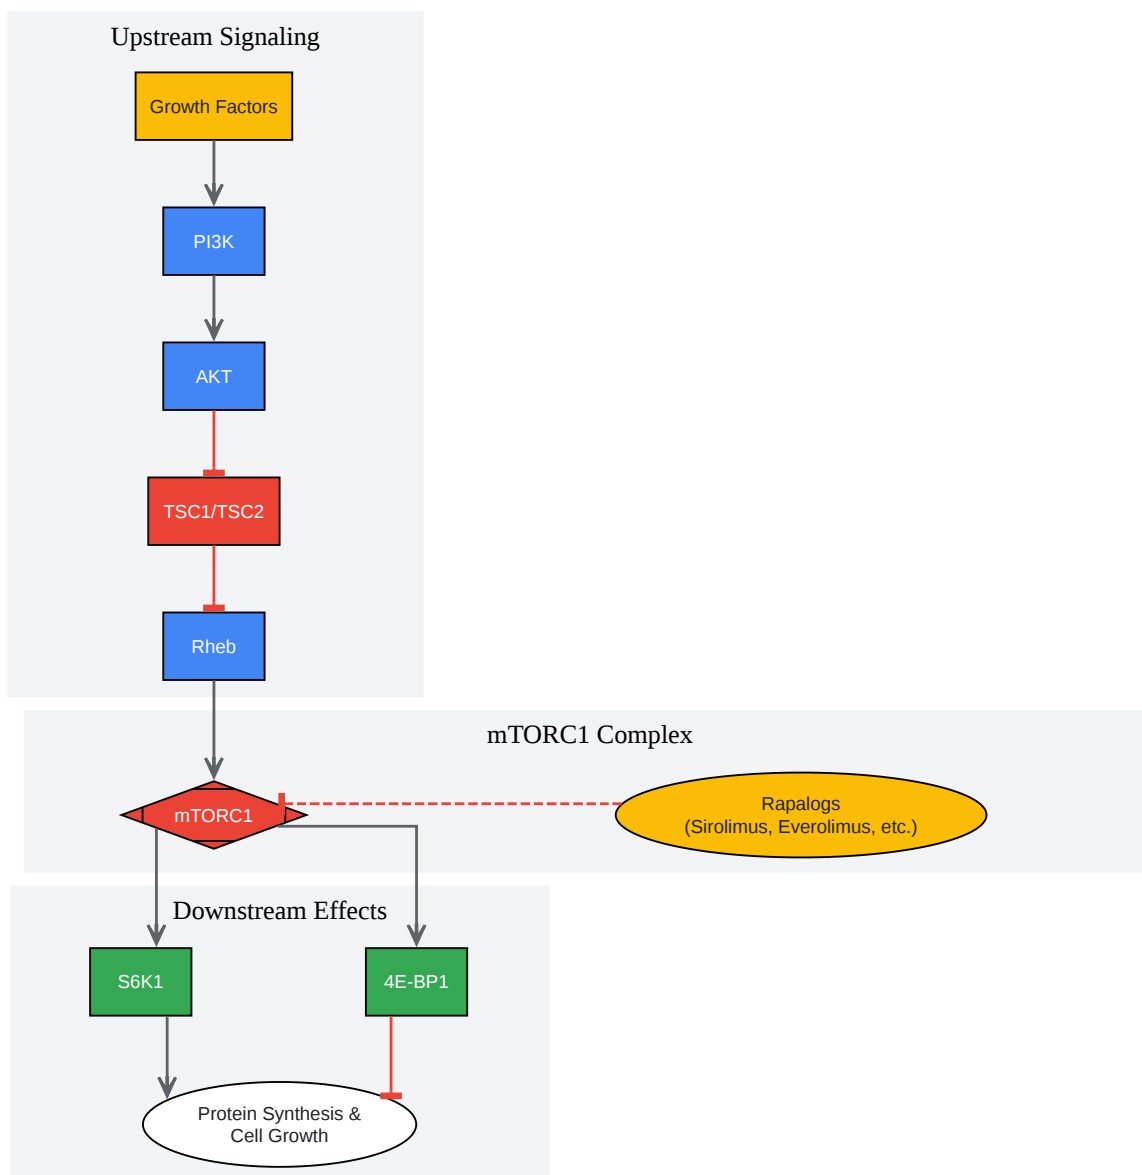 Upstream Signaling
Growth Factors
PI3K
AKT
TSC1/TSC2
Rheb
mTORC1 Complex
mTORC1
Rapalogs
(Sirolimus, Everolimus, etc.)
Downstream Effects
S6K1
4E-BP1
Protein Synthesis &
Cell Growth